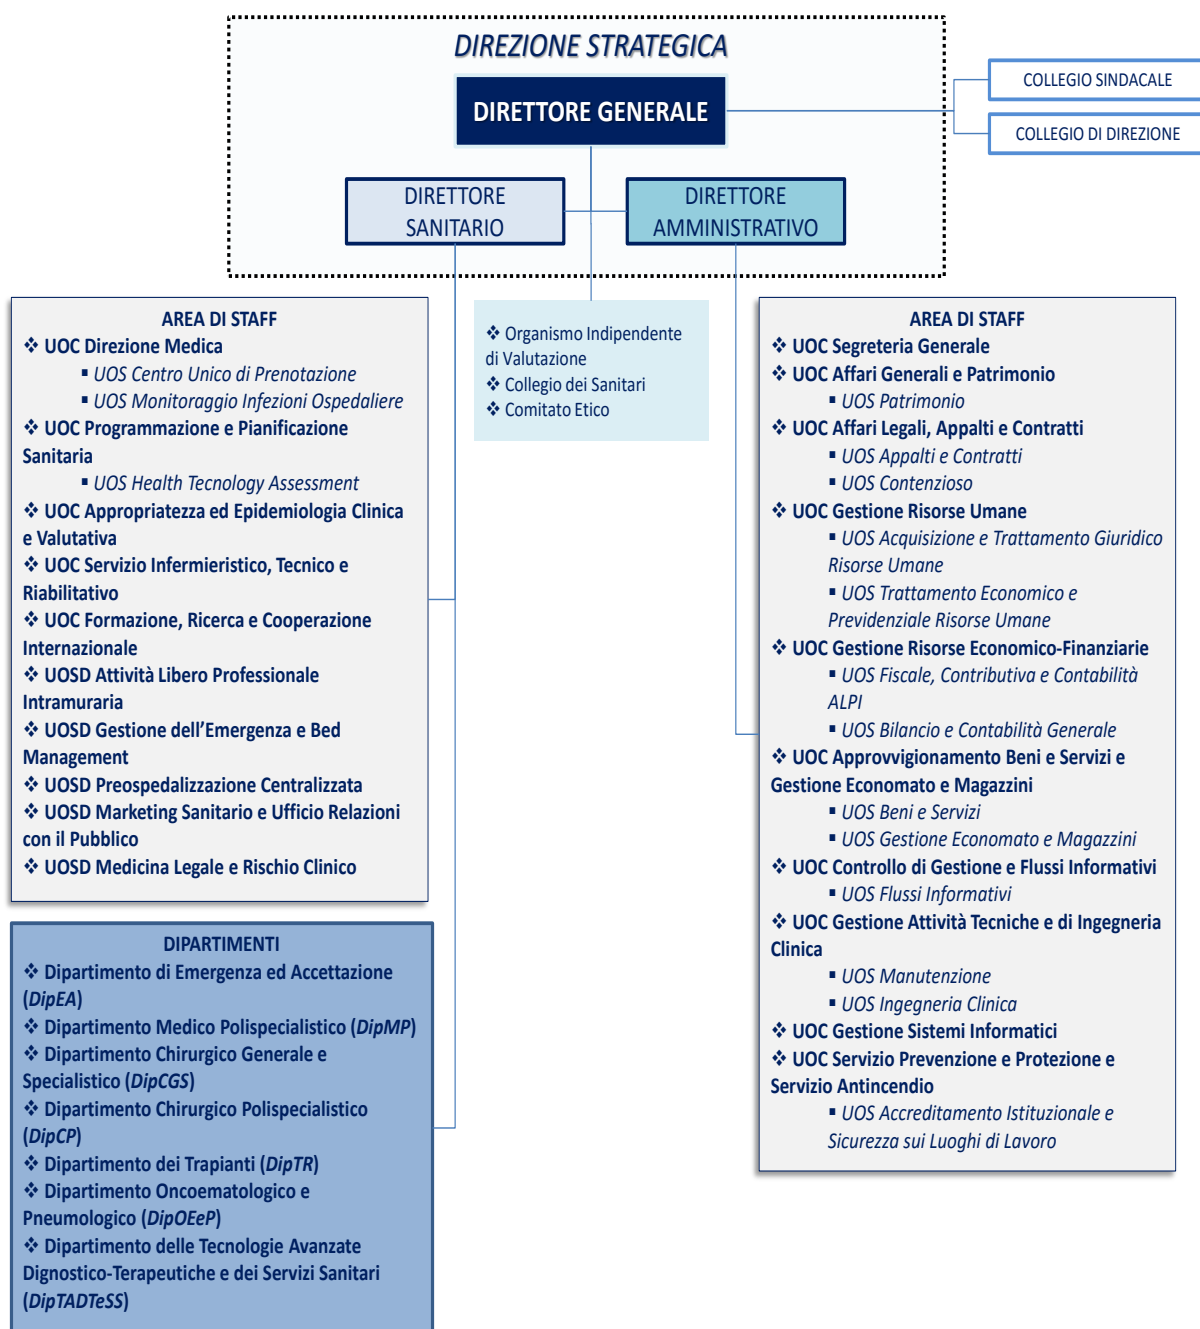 DIREZIONE STRATEGICA
DIRETTORE GENERALE
COLLEGIO SINDACALE
COLLEGIO DI DIREZIONE
DIRETTORE
SANITARIO
DIRETTORE
AMMINISTRATIVO
AREA DI STAFF
❖ UOC Direzione Medica
▪ UOS Centro Unico di Prenotazione
▪ UOS Monitoraggio Infezioni Ospedaliere
❖ UOC Programmazione e Pianificazione
Sanitaria
▪ UOS Health Tecnology Assessment
❖ UOC Appropriatezza ed Epidemiologia Clinica
e Valutativa
❖ UOC Servizio Infermieristico, Tecnico e
Riabilitativo
❖ UOC Formazione, Ricerca e Cooperazione
Internazionale
❖ UOSD Attività Libero Professionale
Intramuraria
❖ UOSD Gestione dell’Emergenza e Bed
Management
❖ UOSD Preospedalizzazione Centralizzata
❖ UOSD Marketing Sanitario e Ufficio Relazioni
con il Pubblico
❖ UOSD Medicina Legale e Rischio Clinico
❖ Organismo Indipendente
di Valutazione
❖ Collegio dei Sanitari
❖ Comitato Etico
AREA DI STAFF
❖ UOC Segreteria Generale
❖ UOC Affari Generali e Patrimonio
▪ UOS Patrimonio
❖ UOC Affari Legali, Appalti e Contratti
▪ UOS Appalti e Contratti
▪ UOS Contenzioso
❖ UOC Gestione Risorse Umane
▪ UOS Acquisizione e Trattamento Giuridico
Risorse Umane
▪ UOS Trattamento Economico e
Previdenziale Risorse Umane
❖ UOC Gestione Risorse Economico-Finanziarie
▪ UOS Fiscale, Contributiva e Contabilità
ALPI
▪ UOS Bilancio e Contabilità Generale
❖ UOC Approvvigionamento Beni e Servizi e
Gestione Economato e Magazzini
▪ UOS Beni e Servizi
▪ UOS Gestione Economato e Magazzini
❖ UOC Controllo di Gestione e Flussi Informativi
▪ UOS Flussi Informativi
❖ UOC Gestione Attività Tecniche e di Ingegneria
Clinica
▪ UOS Manutenzione
▪ UOS Ingegneria Clinica
❖ UOC Gestione Sistemi Informatici
❖ UOC Servizio Prevenzione e Protezione e
Servizio Antincendio
▪ UOS Accreditamento Istituzionale e
Sicurezza sui Luoghi di Lavoro
DIPARTIMENTI
❖ Dipartimento di Emergenza ed Accettazione
(DipEA)
❖ Dipartimento Medico Polispecialistico (DipMP)
❖ Dipartimento Chirurgico Generale e
Specialistico (DipCGS)
❖ Dipartimento Chirurgico Polispecialistico
(DipCP)
❖ Dipartimento dei Trapianti (DipTR)
❖ Dipartimento Oncoematologico e
Pneumologico (DipOEeP)
❖ Dipartimento delle Tecnologie Avanzate
Dignostico-Terapeutiche e dei Servizi Sanitari
(DipTADTeSS)